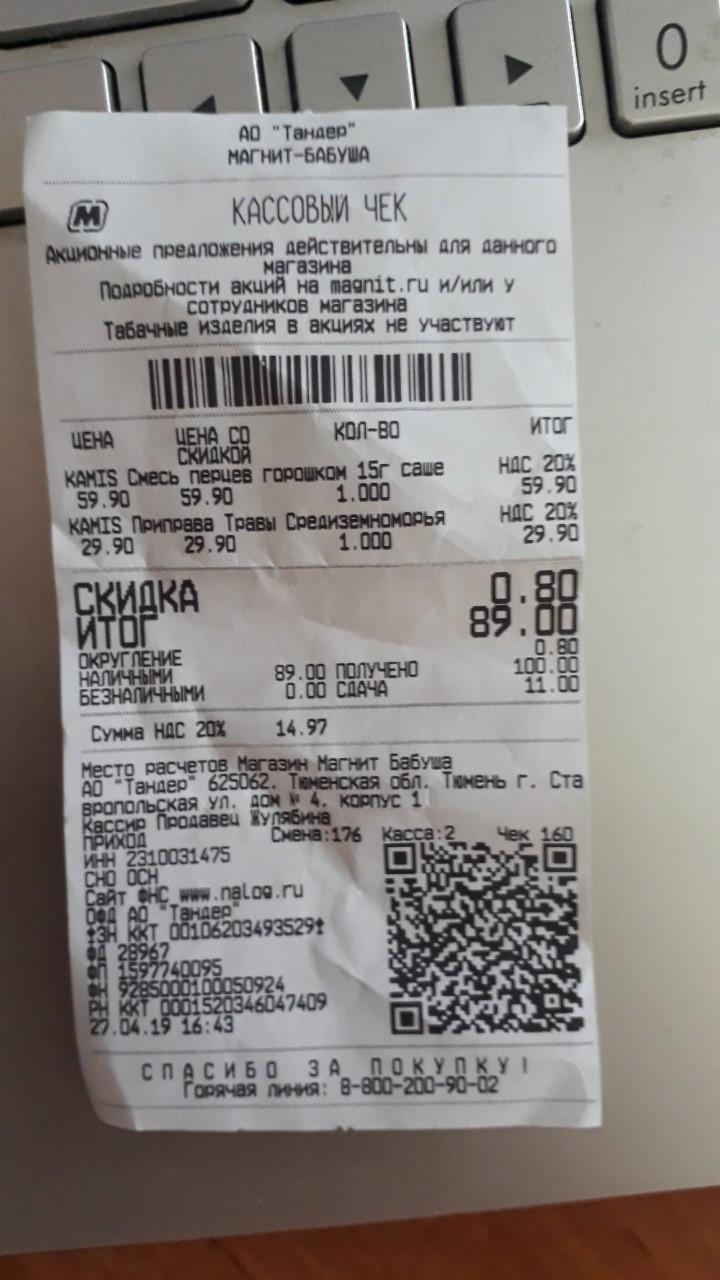 0
insert
АО "Тандер"
МАГНИТ-БАБУША
М
КАССОВЫЙ ЧЕК
Акционные предложения действительны для данного
магазина
Подробности акций на magnit.ru и/или у
сотрудников магазина
Табачные изделия в акциях не участвуют
ЦЕНА ЦЕНА СО КОЛ-ВО ИТОГ
СКИДКОЙ
KAMIS Смесь перцев горошком 15г саше НДС 20%
59.90 59.90 1.000 59.90
KAMIS Приправа Травы Средиземноморья НДС 20%
29.90 29.90 1.000 29.90
СКИДКА 0.80
ИТОГ 89.00
ОКРУГЛЕНИЕ 0.80
НАЛИЧНЫМИ 89.00 ПОЛУЧЕНО 100.00
БЕЗНАЛИЧНЫМИ 0.00 СДАЧА 11.00
Сумма НДС 20% 14.97
Место расчетов Магазин Магнит Бабуша
АО "Тандер" 625062. Тюменская обл. Тюмень г. Ста
вропольская ул. дом № 4. корпус 1
Кассир Продавец Жулябина
ПРИХОД Смена:176 Касса:2 Чек 160
ИНН 2310031475
СНО ОСН
Сайт ФНС www.nalog.ru
ОФД АО "Тандер"
ЗН ККТ 00106203493529
ФД 28967
ФП 1597740095
ФН 9285000100050924
РН ККТ 0001520346047409
27.04.19 16:43
СПАСИБО ЗА ПОКУПКУ!
Горячая линия: 8-800-200-90-02